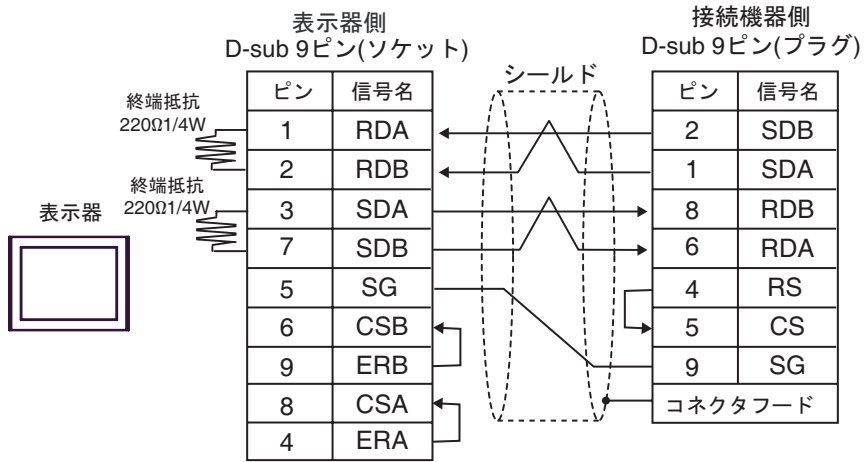 表示器側
D-sub 9ピン(ソケット)
接続機器側
D-sub 9ピン(プラグ)
シールド
ピン 信号名
1 RDA
2 RDB
3 SDA
7 SDB
5 SG
6 CSB
9 ERB
8 CSA
4 ERA
終端抵抗
220Ω1/4W
終端抵抗
220Ω1/4W
表示器
ピン 信号名
2 SDB
1 SDA
8 RDB
6 RDA
4 RS
5 CS
9 SG
コネクタフード